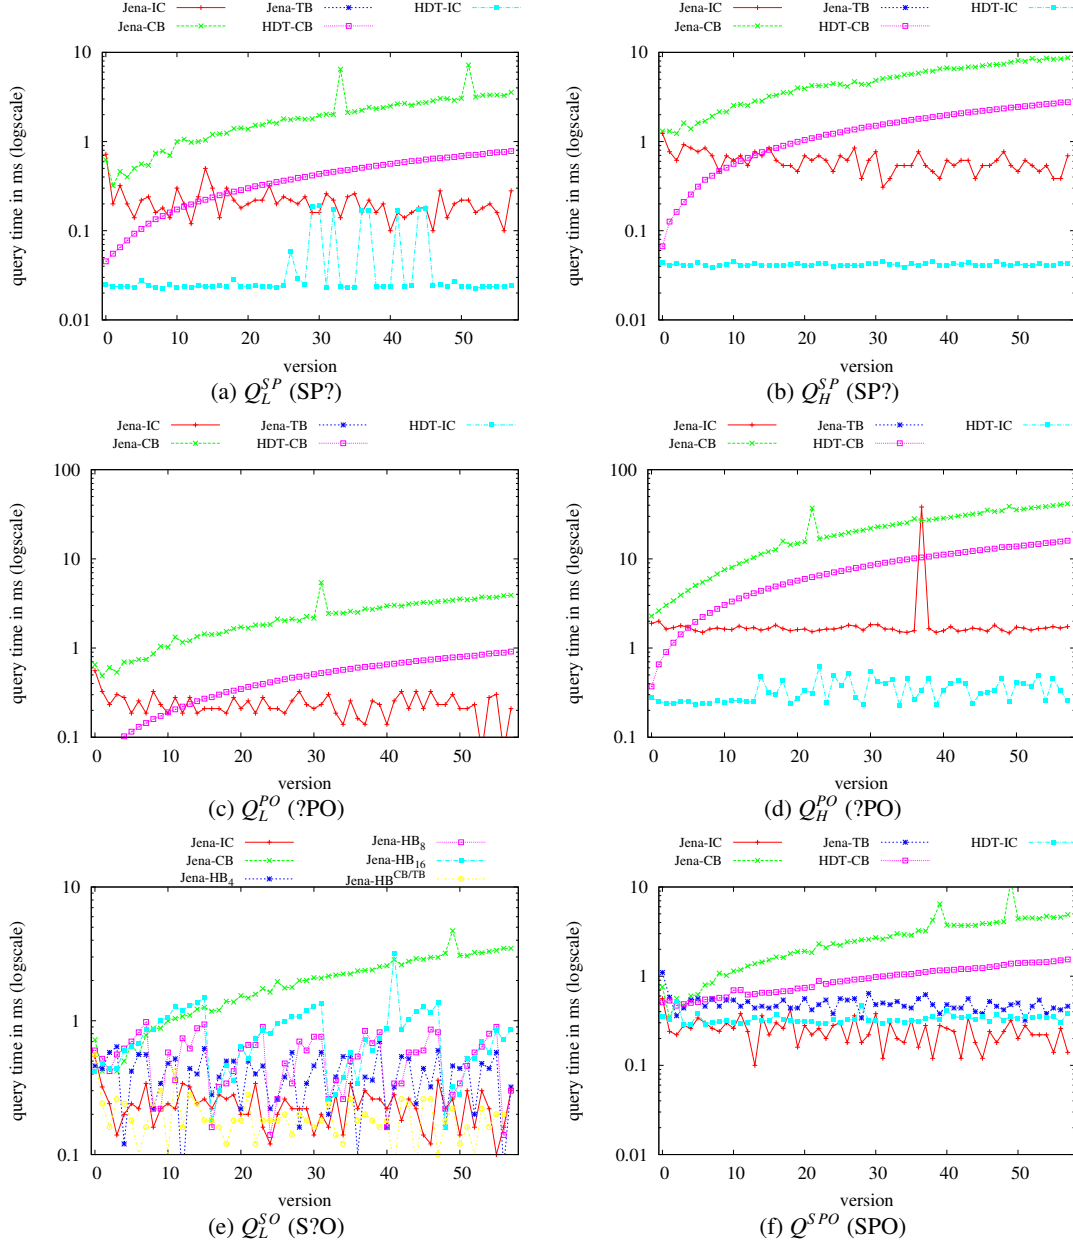 Jena-IC Jena-TB HDT-IC
Jena-CB HDT-CB
query time in ms (logscale)
10
1
0.1
0.01
0 10 20 30 40 50
version
(a) Q_L^SP (SP?)
Jena-IC Jena-TB HDT-IC
Jena-CB HDT-CB
query time in ms (logscale)
10
1
0.1
0.01
0 10 20 30 40 50
version
(b) Q_H^SP (SP?)
Jena-IC Jena-TB HDT-IC
Jena-CB HDT-CB
query time in ms (logscale)
100
10
1
0.1
0 10 20 30 40 50
version
(c) Q_L^PO (?PO)
Jena-IC Jena-TB HDT-IC
Jena-CB HDT-CB
query time in ms (logscale)
100
10
1
0.1
0 10 20 30 40 50
version
(d) Q_H^PO (?PO)
Jena-IC Jena-HB_8
Jena-CB Jena-HB_16
Jena-HB_4 Jena-HB^CB/TB
query time in ms (logscale)
10
1
0.1
0 10 20 30 40 50
version
(e) Q_L^SO (S?O)
Jena-IC Jena-TB HDT-IC
Jena-CB HDT-CB
query time in ms (logscale)
10
1
0.1
0.01
0 10 20 30 40 50
version
(f) Q^SPO (SPO)